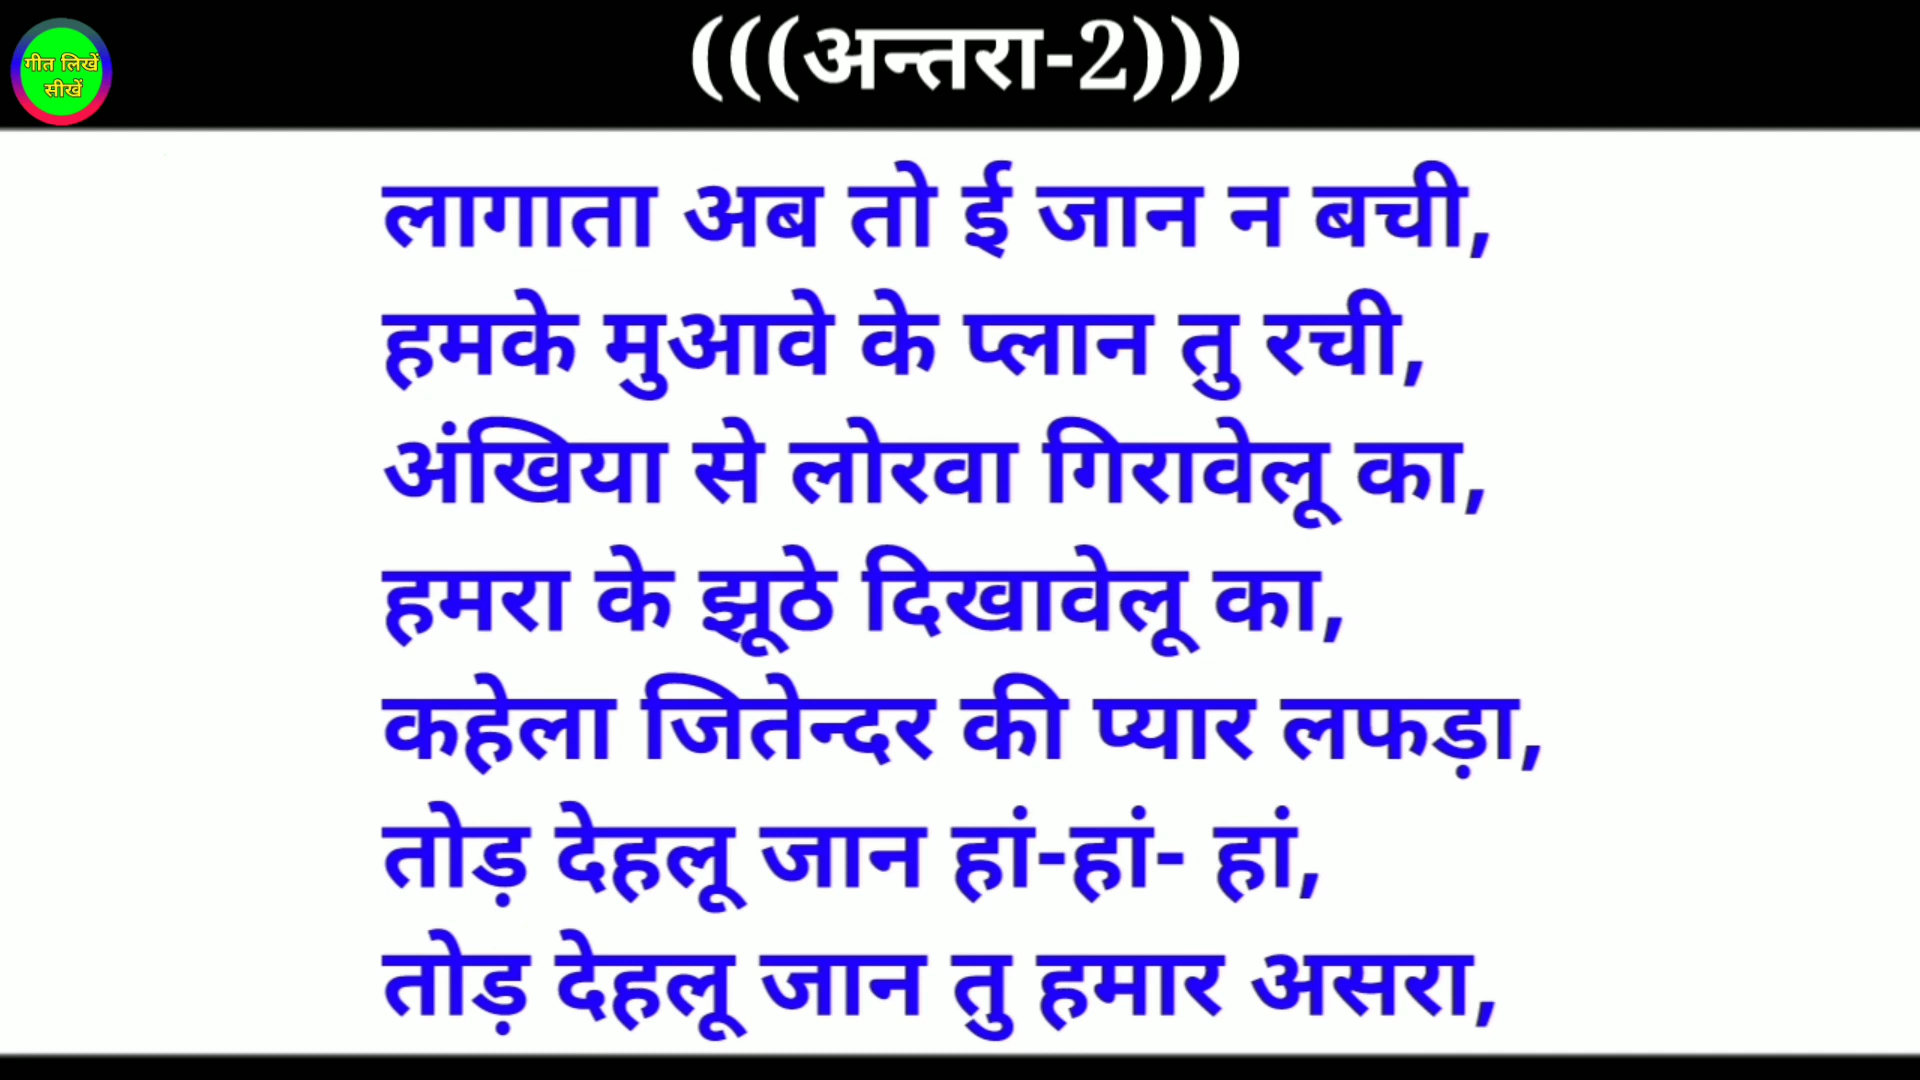 (((अन्तरा-2)))
गीत लिखें
सीखें
लागाता अब तो ई जान न बची,
हमके मुआवे के प्लान तु रची,
अंखिया से लोरवा गिरावेलू का,
हमरा के झूठे दिखावेलू का,
कहेला जितेन्दर की प्यार लफड़ा,
तोड़ देहलू जान हां-हां- हां,
तोड़ देहलू जान तु हमार असरा,